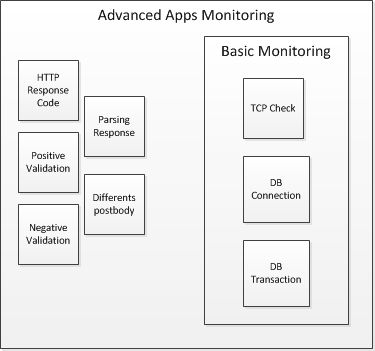 Advanced Apps Monitoring
Basic Monitoring
HTTP
Response
Code
Parsing
Response
Positive
Validation
Differents
postbody
Negative
Validation
TCP Check
DB
Connection
DB
Transaction